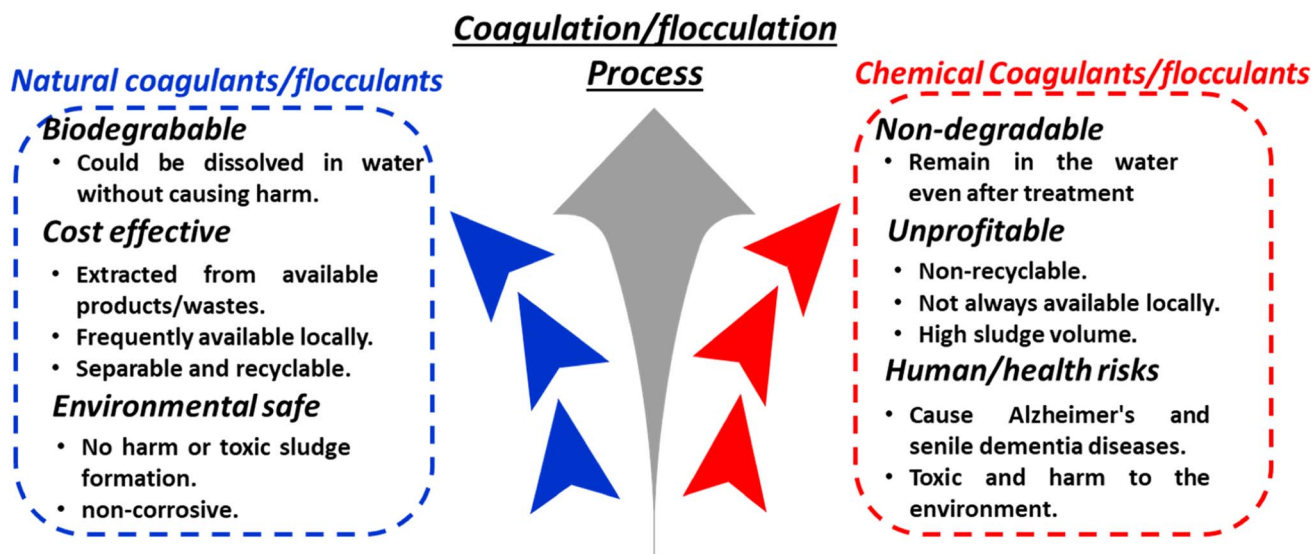 Coagulation/flocculation
Process
Natural coagulants/flocculants
Biodegrabable
• Could be dissolved in water
without causing harm.
Cost effective
• Extracted from available
products/wastes.
• Frequently available locally.
• Separable and recyclable.
Environmental safe
• No harm or toxic sludge
formation.
• non-corrosive.
Chemical Coagulants/flocculants
Non-degradable
• Remain in the water
even after treatment
Unprofitable
• Non-recyclable.
• Not always available locally.
• High sludge volume.
Human/health risks
• Cause Alzheimer's and
senile dementia diseases.
• Toxic and harm to the
environment.